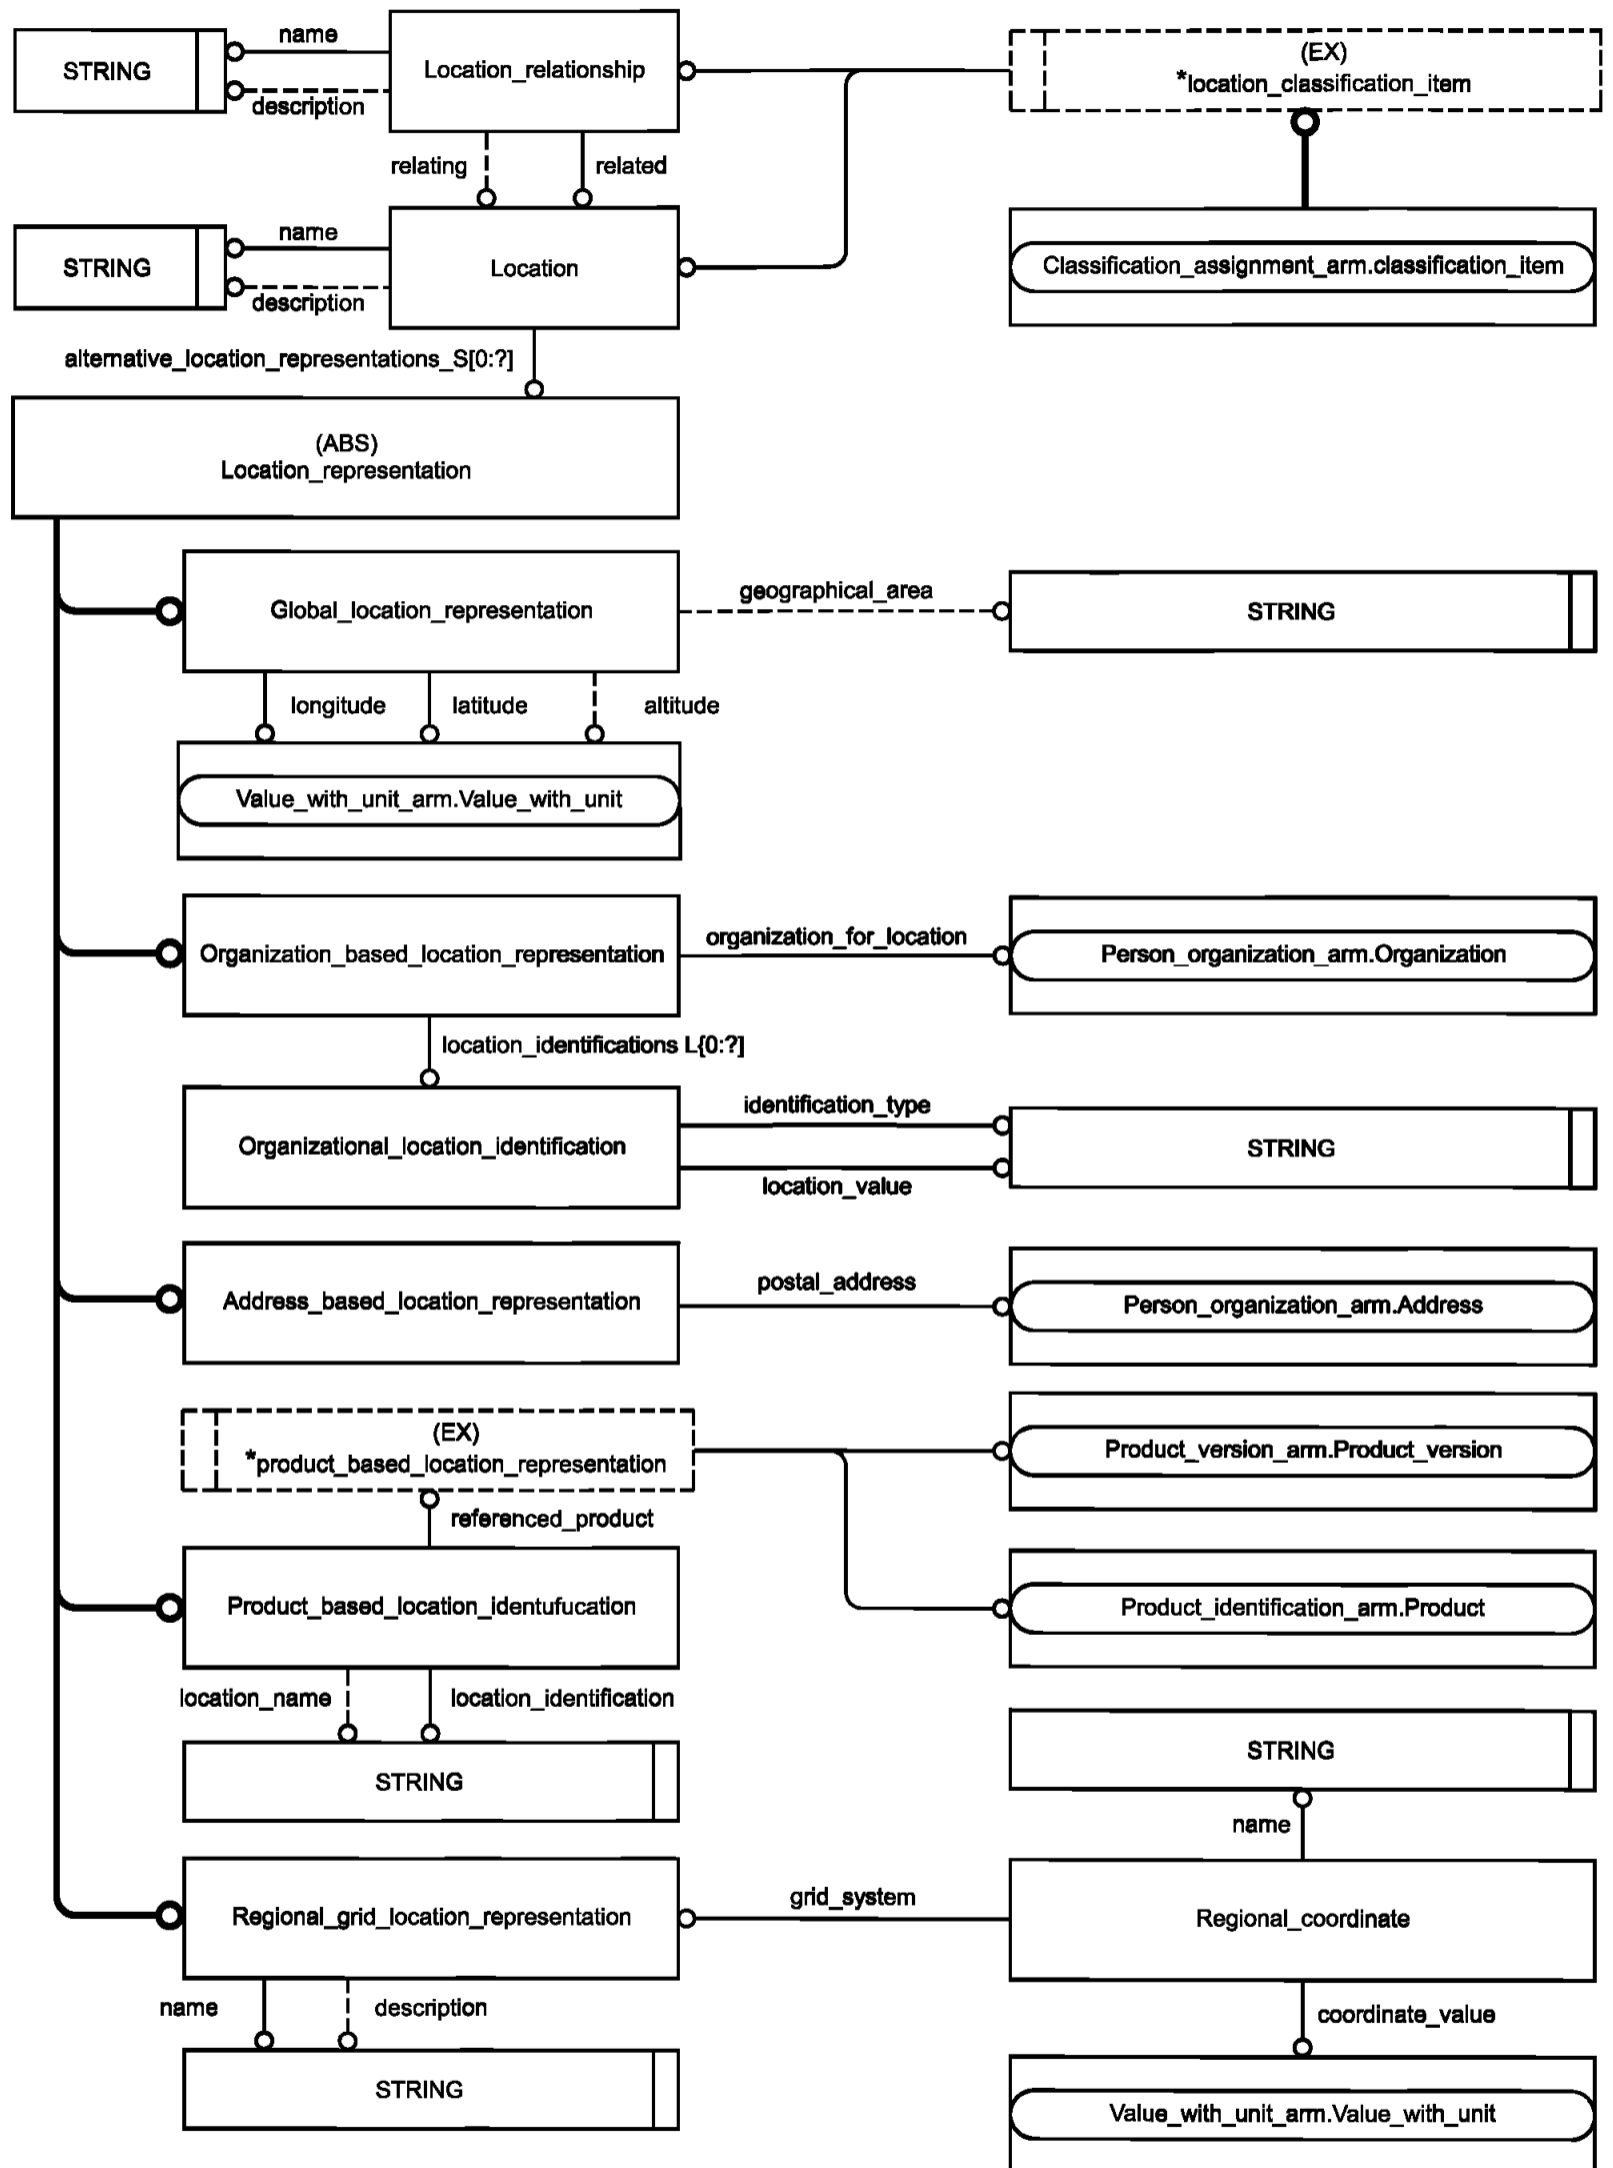 name
STRING
description
Location_relationship
(EX)
*location_classification_item
relating
related
name
STRING
description
Location
Classification_assignment_arm.classification_item
alternative_location_representations_S[0:?]
(ABS)
Location_representation
Global_location_representation
geographical_area
STRING
longitude
latitude
altitude
Value_with_unit_arm.Value_with_unit
Organization_based_location_representation
organization_for_location
Person_organization_arm.Organization
location_identifications L{0:?]
Organizational_location_identification
identification_type
STRING
location_value
Address_based_location_representation
postal_address
Person_organization_arm.Address
(EX)
*product_based_location_representation
Product_version_arm.Product_version
referenced_product
Product_based_location_identufucation
Product_identification_arm.Product
location_name
location_identification
STRING
STRING
name
Regional_grid_location_representation
grid_system
Regional_coordinate
name
description
coordinate_value
STRING
Value_with_unit_arm.Value_with_unit